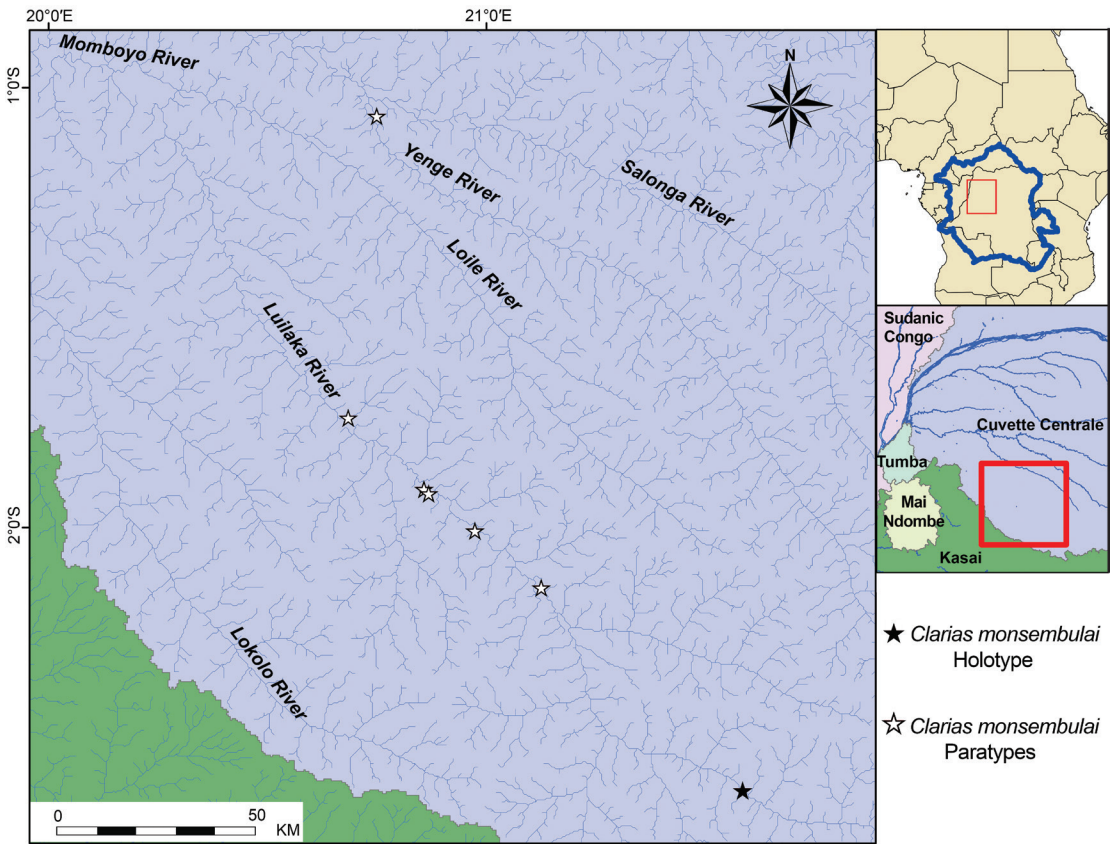 20°0'E
21°0'E
1°0'S
2°0'S
Momboyo River
Yenge River
Salonga River
Loile River
Luilaka River
Lokolo River
N
0
50
KM
Sudanic
Congo
Cuvette Centrale
Tumba
Mai
Ndombe
Kasai
Clarias monsembulai
Holotype
Clarias monsembulai
Paratypes